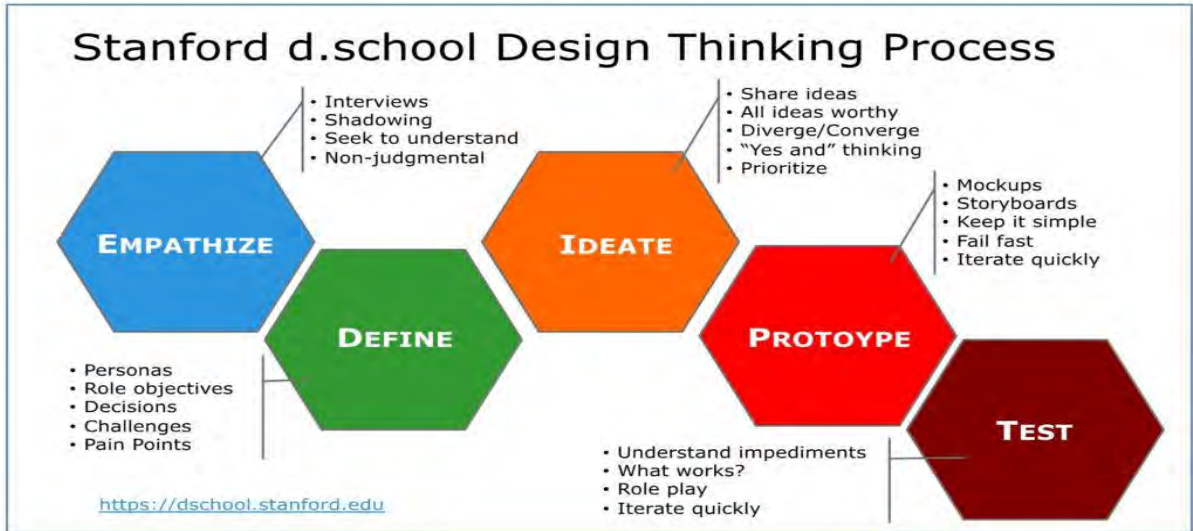 Stanford d.school Design Thinking Process
• Interviews
• Shadowing
• Seek to understand
• Non-judgmental
EMPATHIZE
• Personas
• Role objectives
• Decisions
• Challenges
• Pain Points
DEFINE
• Share ideas
• All ideas worthy
• Diverge/Converge
• “Yes and” thinking
• Prioritize
IDEATE
• Mockups
• Storyboards
• Keep it simple
• Fail fast
• Iterate quickly
PROTOYPE
• Understand impediments
• What works?
• Role play
• Iterate quickly
TEST
https://dschool.stanford.edu